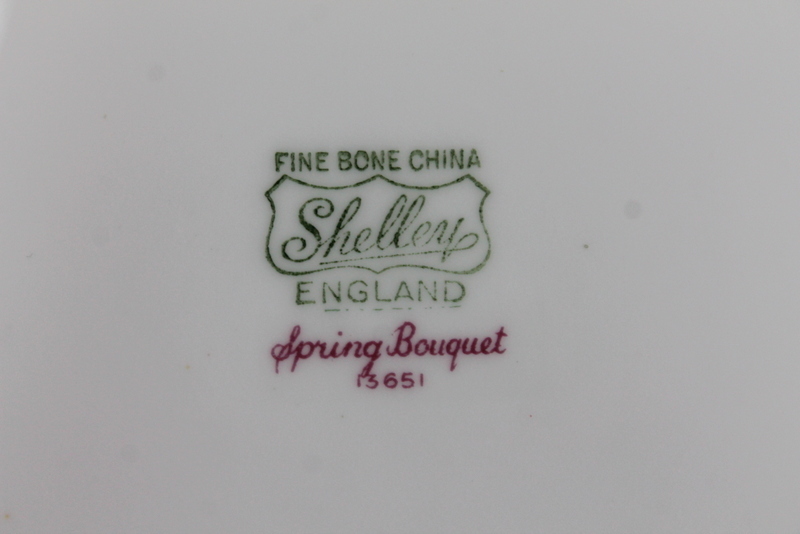 FINE BONE CHINA
Shelley
ENGLAND
Spring Bouquet
13651